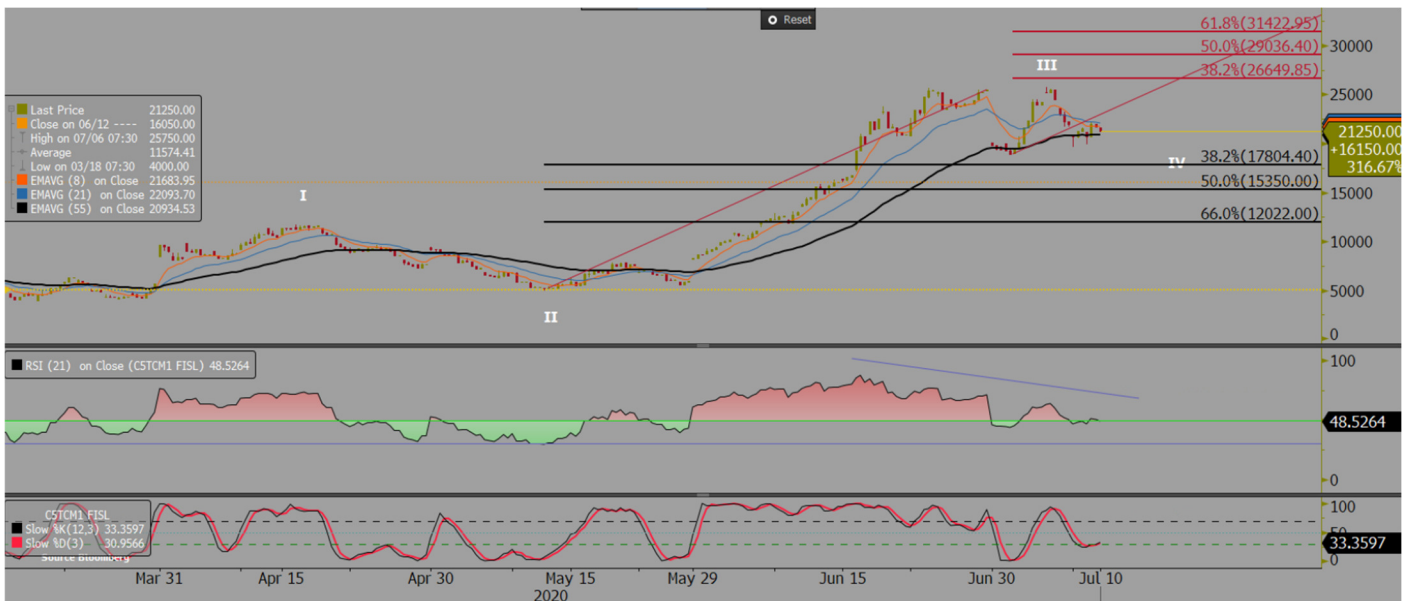 Reset
61.8%(31422.95)
50.0%(29036.40)
38.2%(26649.85)
30000
25000
III
Last Price 21250.00
Close on 06/12 ---- 16050.00
High on 07/06 07:30 25750.00
Average 11574.41
Low on 03/18 07:30 4000.00
EMAVG (8) on Close 21683.95
EMAVG (21) on Close 22093.70
EMAVG (55) on Close 20934.53
21250.00
+16150.00
316.67%
38.2%(17804.40)
IV
50.0%(15350.00)
15000
I
66.0%(12022.00)
10000
5000
II
0
RSI (21) on Close (C5TCM1 FISL) 48.5264
100
48.5264
0
C5TCM1 FISL
Slow %K(12,3) 33.3597
Slow %D(3) 30.9566
Source Bloomberg
100
50
33.3597
0
Mar 31 Apr 15 Apr 30 May 15 May 29 Jun 15 Jun 30 Jul 10
2020